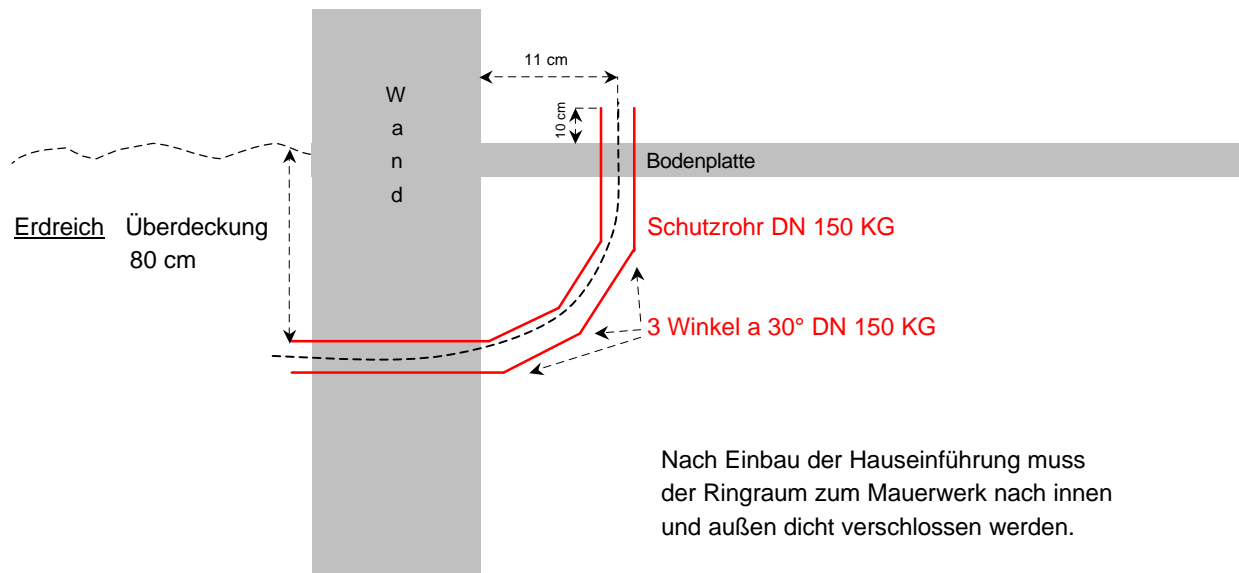 11 cm
W
a
n
d
10 cm
Bodenplatte
Erdreich Überdeckung
80 cm
Schutzrohr DN 150 KG
3 Winkel a 30° DN 150 KG
Nach Einbau der Hauseinführung muss
der Ringraum zum Mauerwerk nach innen
und außen dicht verschlossen werden.